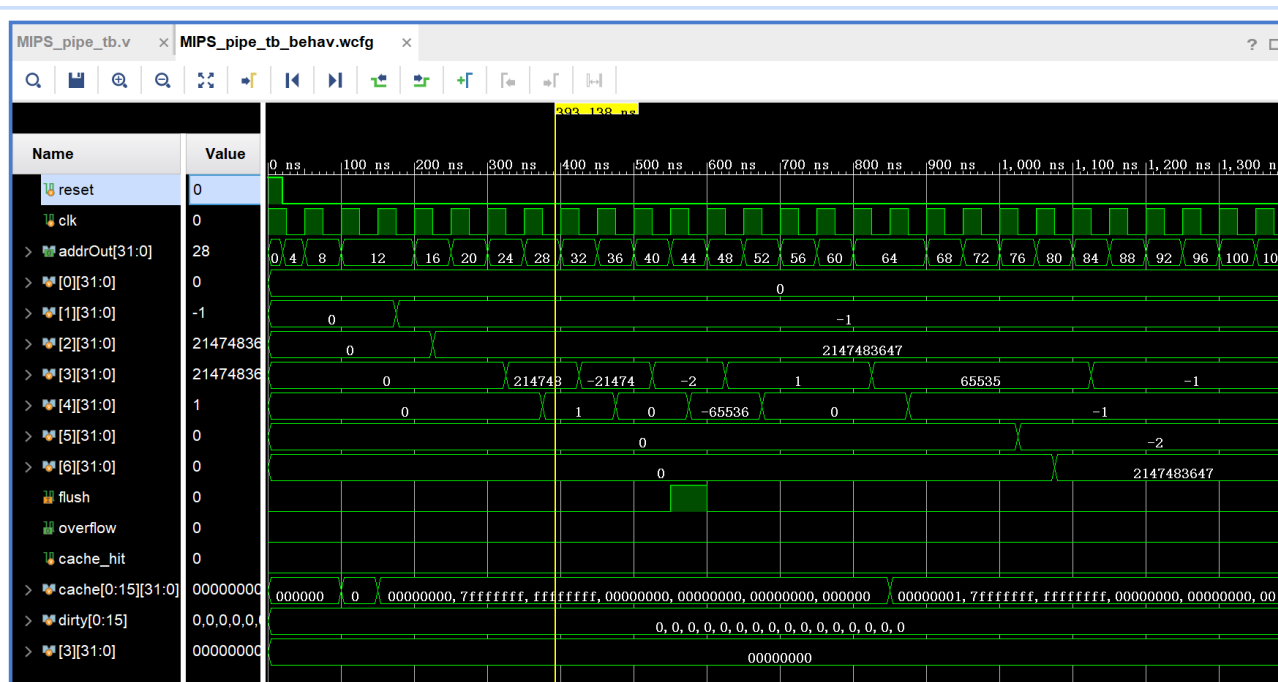 MIPS_pipe_tb.v × MIPS_pipe_tb_behav.wcfg × ?
393.138 ns
Name Value 0 ns 100 ns 200 ns 300 ns 400 ns 500 ns 600 ns 700 ns 800 ns 900 ns 1,000 ns 1,100 ns 1,200 ns 1,300 n
reset 0
clk 0
addrOut[31:0] 28 0 4 8 12 16 20 24 28 32 36 40 44 48 52 56 60 64 68 72 76 80 84 88 92 96 100 10
[0][31:0] 0 0
[1][31:0] -1 0 -1
[2][31:0] 21474836 0 2147483647
[3][31:0] 21474836 0 214748 -21474 -2 1 65535 -1
[4][31:0] 1 0 1 0 -65536 0 -1
[5][31:0] 0 0 -2
[6][31:0] 0 0 2147483647
flush 0
overflow 0
cache_hit 0
cache[0:15][31:0] 00000000 000000 0 00000000,7fffffff,ffffffff,00000000,00000000,00000000,000000 00000001,7fffffff,ffffffff,00000000,00000000,00
dirty[0:15] 0,0,0,0,0, 0,0,0,0,0,0,0,0,0,0,0,0,0,0,0,0
[3][31:0] 00000000 00000000